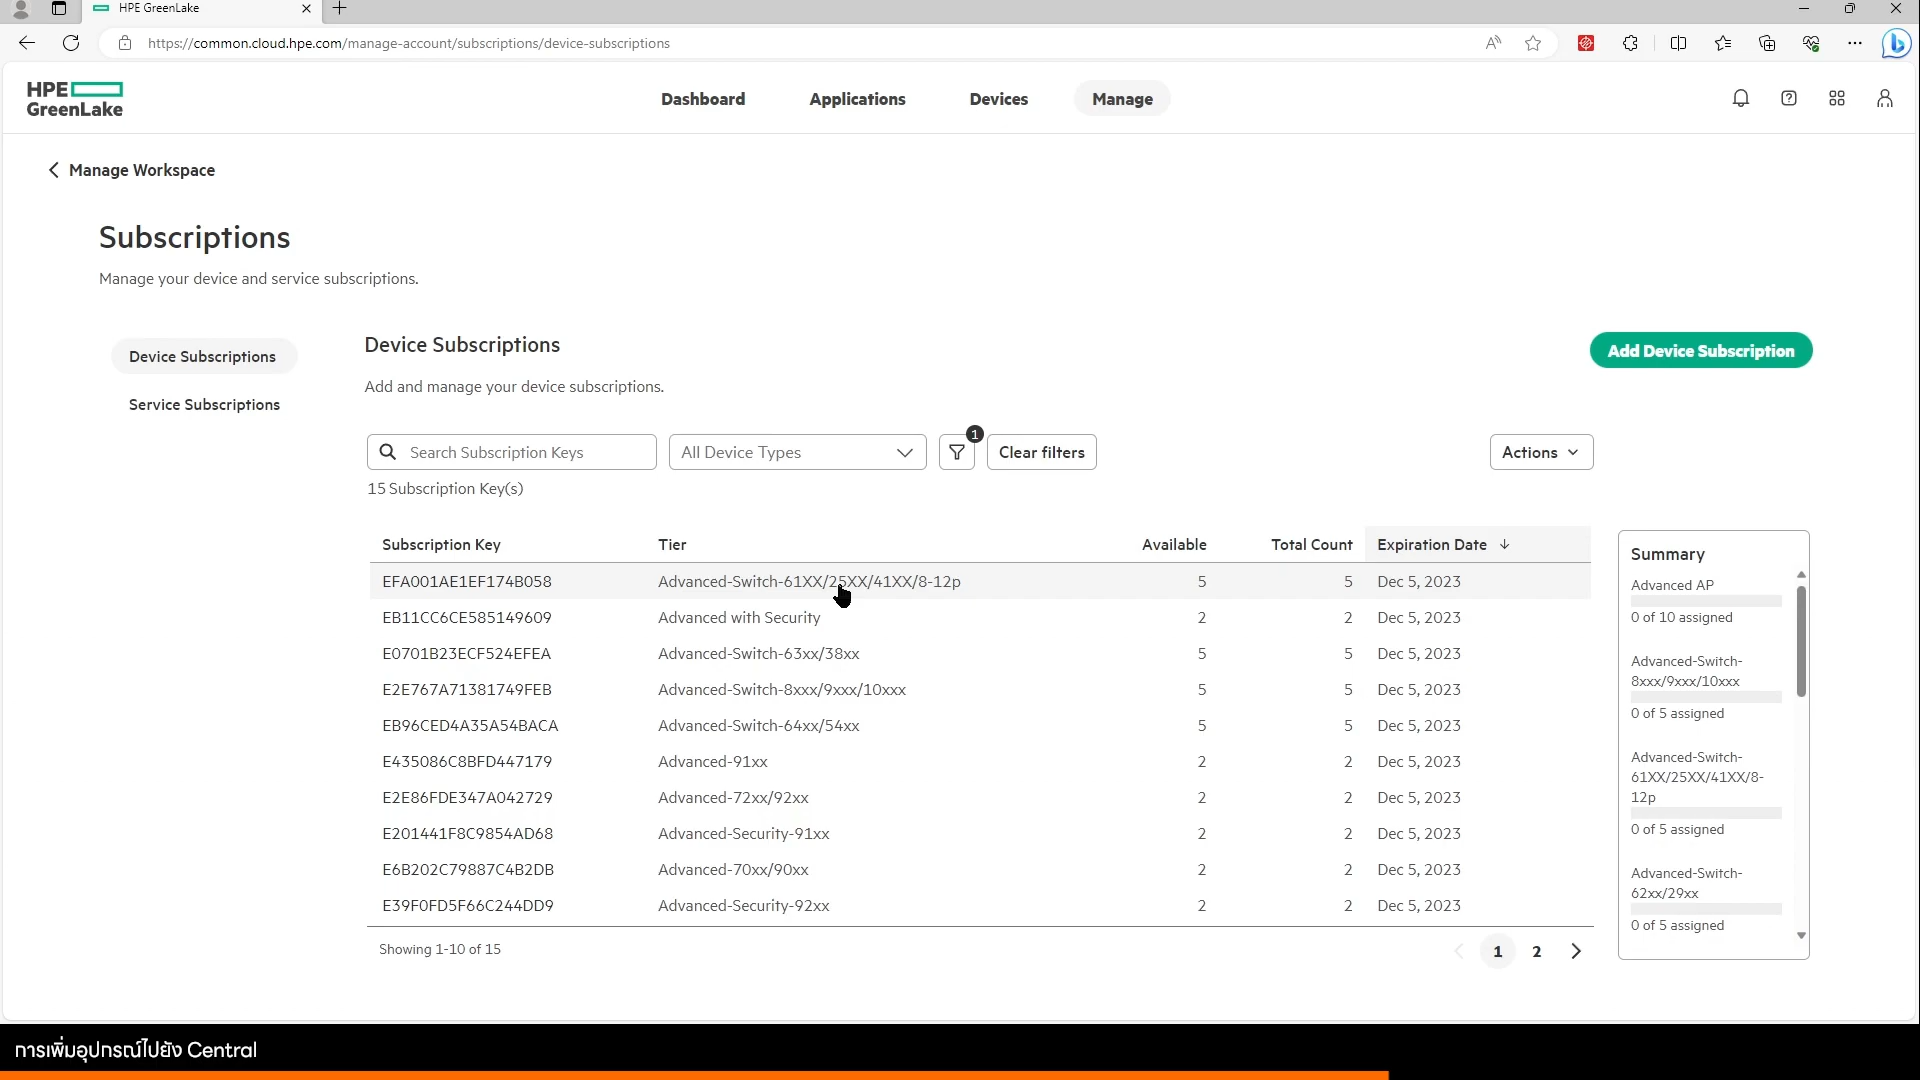 HPE GreenLake
https://common.cloud.hpe.com/manage-account/subscriptions/device-subscriptions
HPE
GreenLake
Dashboard
Applications
Devices
Manage
Manage Workspace
Subscriptions
Manage your device and service subscriptions.
Device Subscriptions
Service Subscriptions
Device Subscriptions
Add Device Subscription
Add and manage your device subscriptions.
Search Subscription Keys
All Device Types
1
Clear filters
Actions
15 Subscription Key(s)
Subscription Key Tier Available Total Count Expiration Date
EFA001AE1EF174B058 Advanced-Switch-61XX/25XX/41XX/8-12p 5 5 Dec 5, 2023
EB11CC6CE585149609 Advanced with Security 2 2 Dec 5, 2023
E0701B23ECF524EFEA Advanced-Switch-63xx/38xx 5 5 Dec 5, 2023
E2E767A71381749FEB Advanced-Switch-8xxx/9xxx/10xxx 5 5 Dec 5, 2023
EB96CED4A35A54BACA Advanced-Switch-64xx/54xx 5 5 Dec 5, 2023
E435086C8BFD447179 Advanced-91xx 2 2 Dec 5, 2023
E2E86FDE347A042729 Advanced-72xx/92xx 2 2 Dec 5, 2023
E201441F8C9854AD68 Advanced-Security-91xx 2 2 Dec 5, 2023
E6B202C79887C4B2DB Advanced-70xx/90xx 2 2 Dec 5, 2023
E39F0FD5F66C244DD9 Advanced-Security-92xx 2 2 Dec 5, 2023
Showing 1-10 of 15
1 2
Summary
Advanced AP
0 of 10 assigned
Advanced-Switch-
8xxx/9xxx/10xxx
0 of 5 assigned
Advanced-Switch-
61XX/25XX/41XX/8-
12p
0 of 5 assigned
Advanced-Switch-
62xx/29xx
0 of 5 assigned
การเพิ่มอุปกรณ์ไปยัง Central